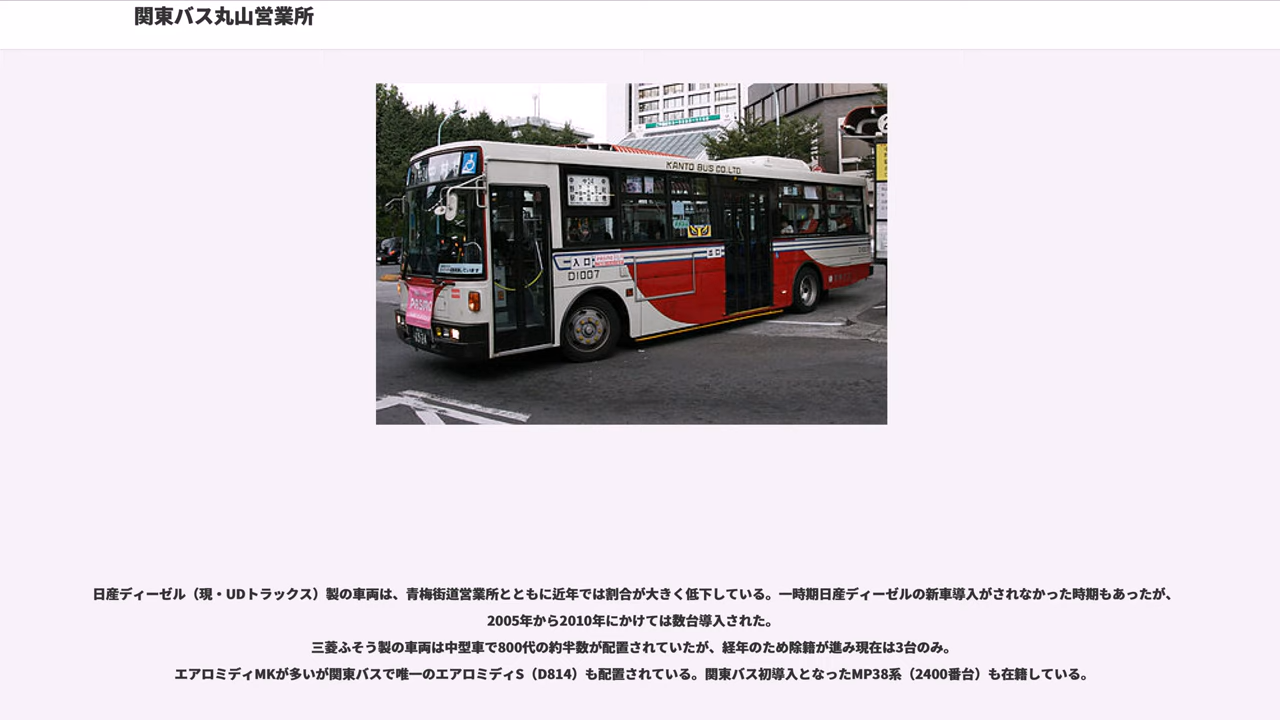 関東バス丸山営業所
KANTO BUS CO.,LTD.
入口
出口
D1007
PASMO
日産ディーゼル（現・UDトラックス）製の車両は、青梅街道営業所とともに近年では割合が大きく低下している。一時期日産ディーゼルの新車導入がされなかった時期もあったが、
2005年から2010年にかけては数台導入された。
三菱ふそう製の車両は中型車で800代の約半数が配置されていたが、経年のため除籍が進み現在は3台のみ。
エアロミディMKが多いが関東バスで唯一のエアロミディS（D814）も配置されている。関東バス初導入となったMP38系（2400番台）も在籍している。